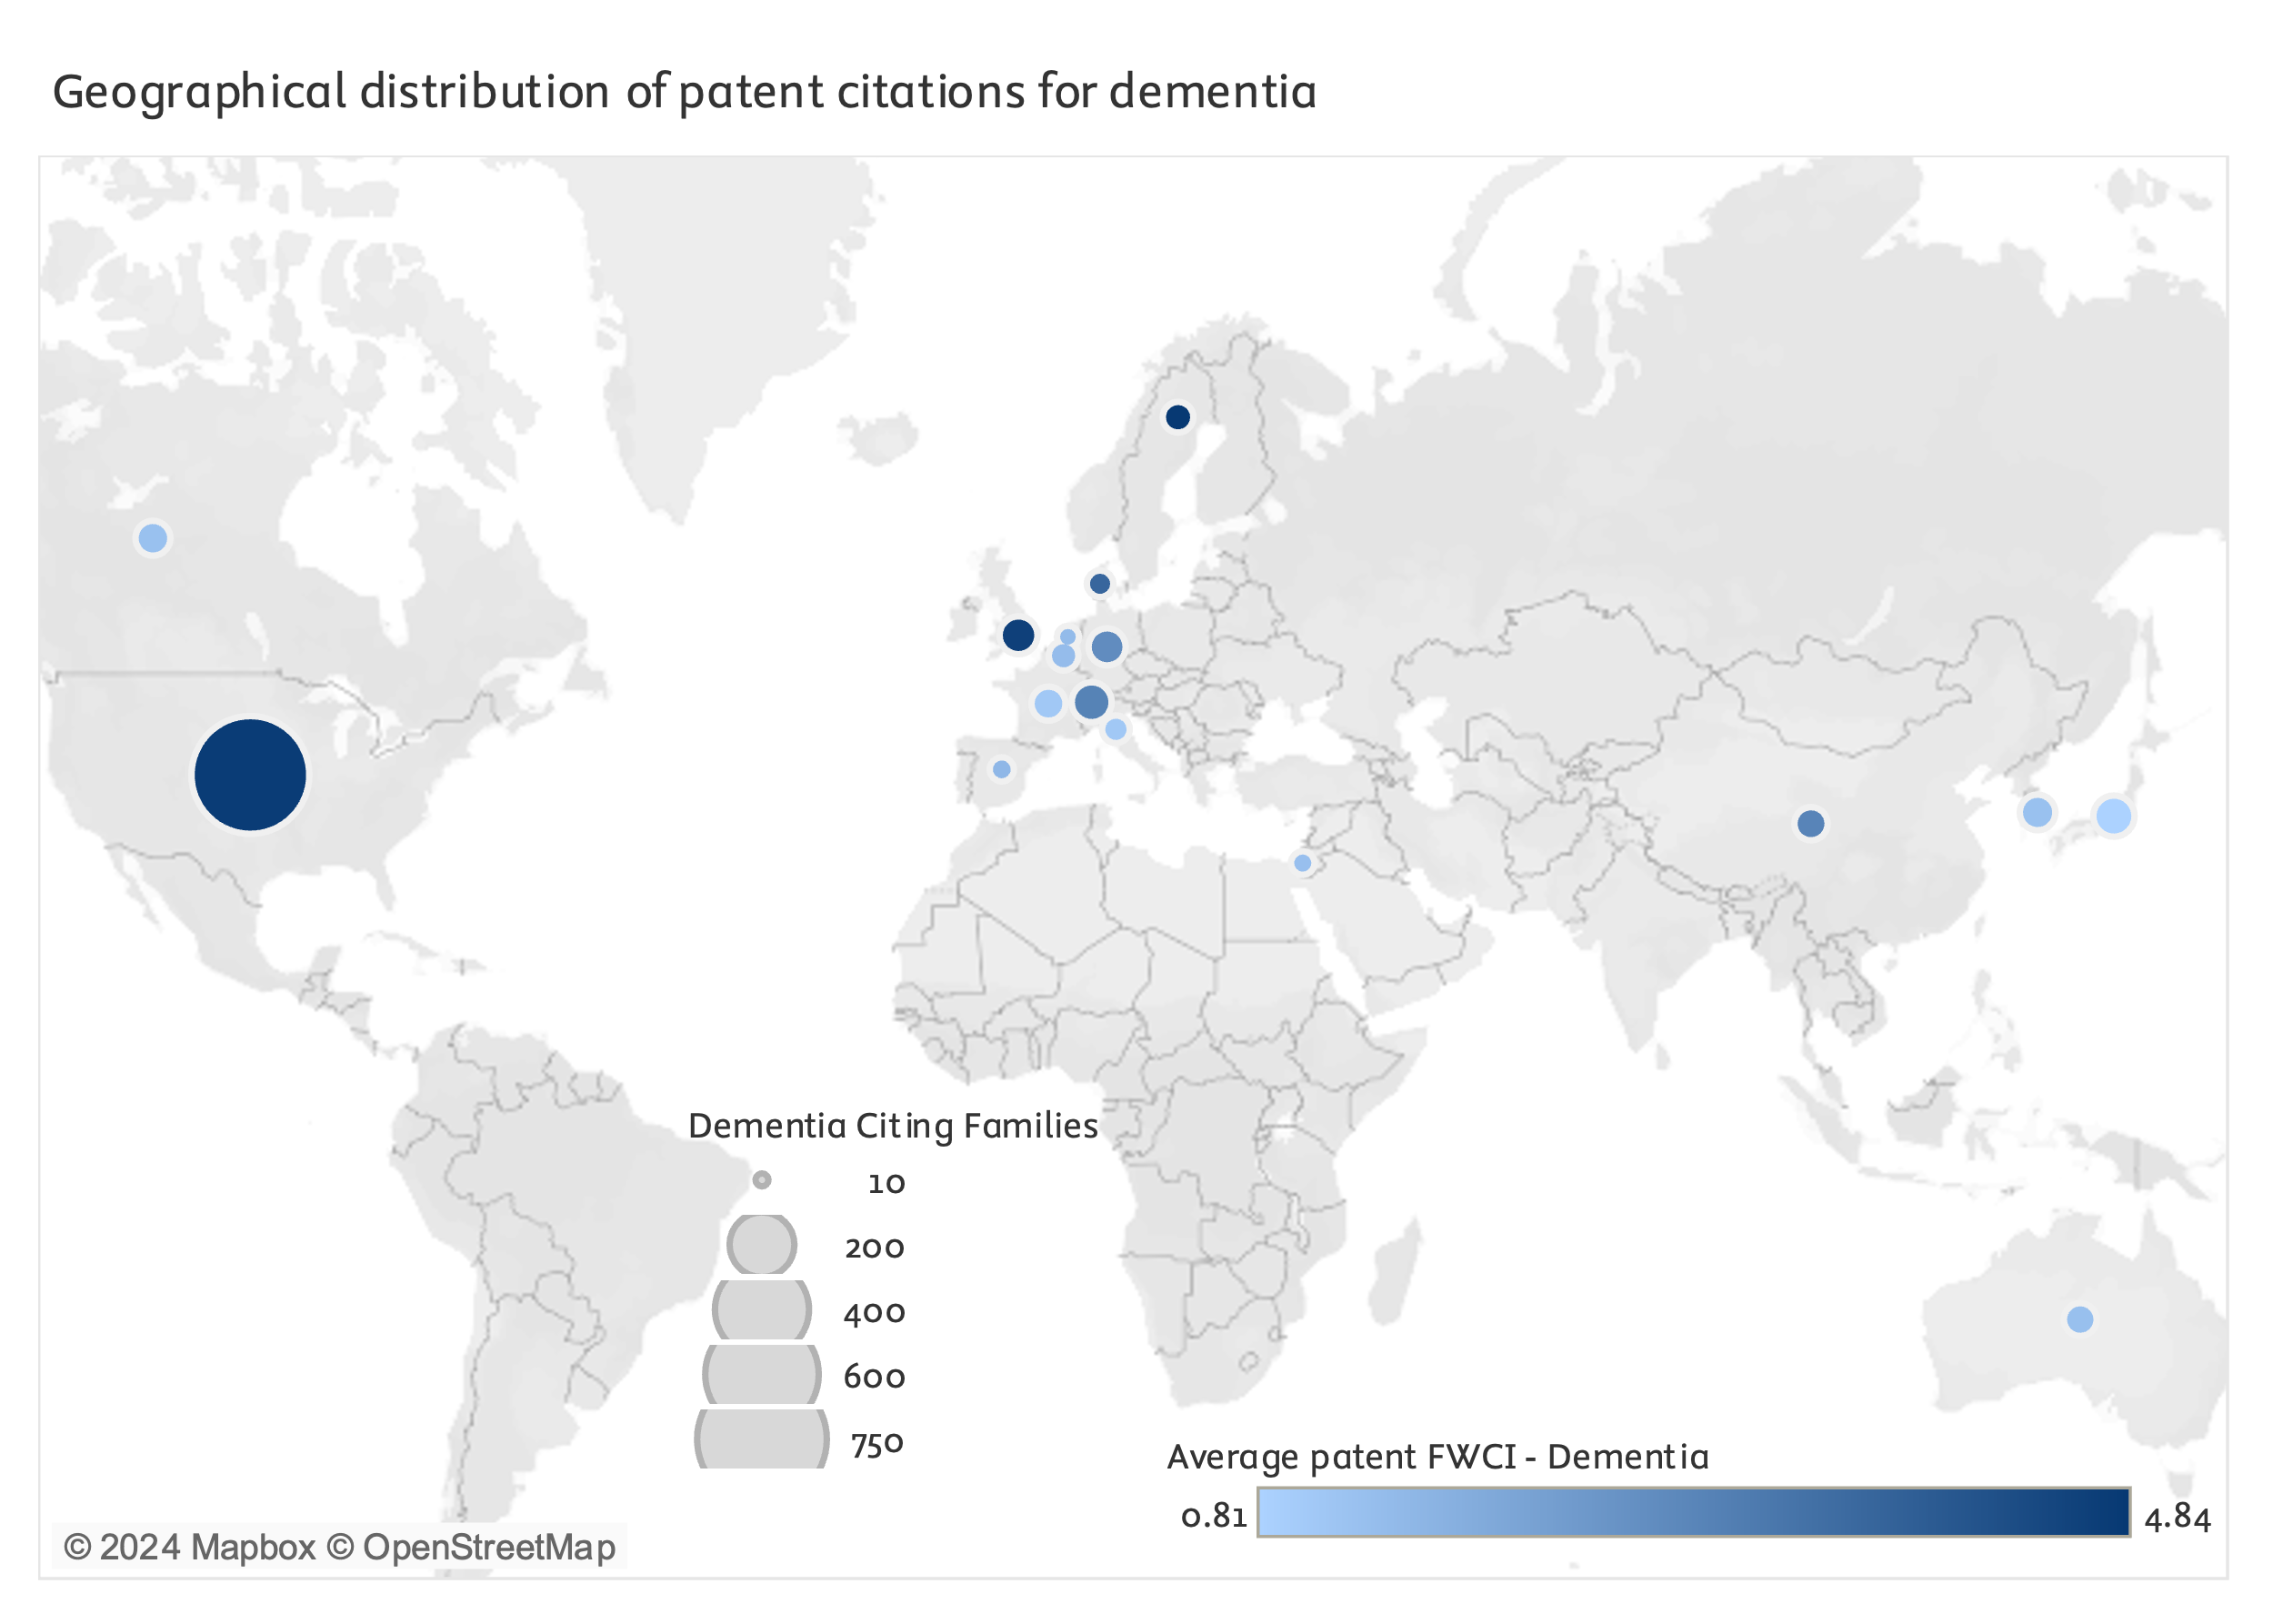 Geographical distribution of patent citations for dementia
Dementia Citing Families
10
200
400
600
750
Average patent FWCI - Dementia
0.81
4.84
© 2024 Mapbox © OpenStreetMap